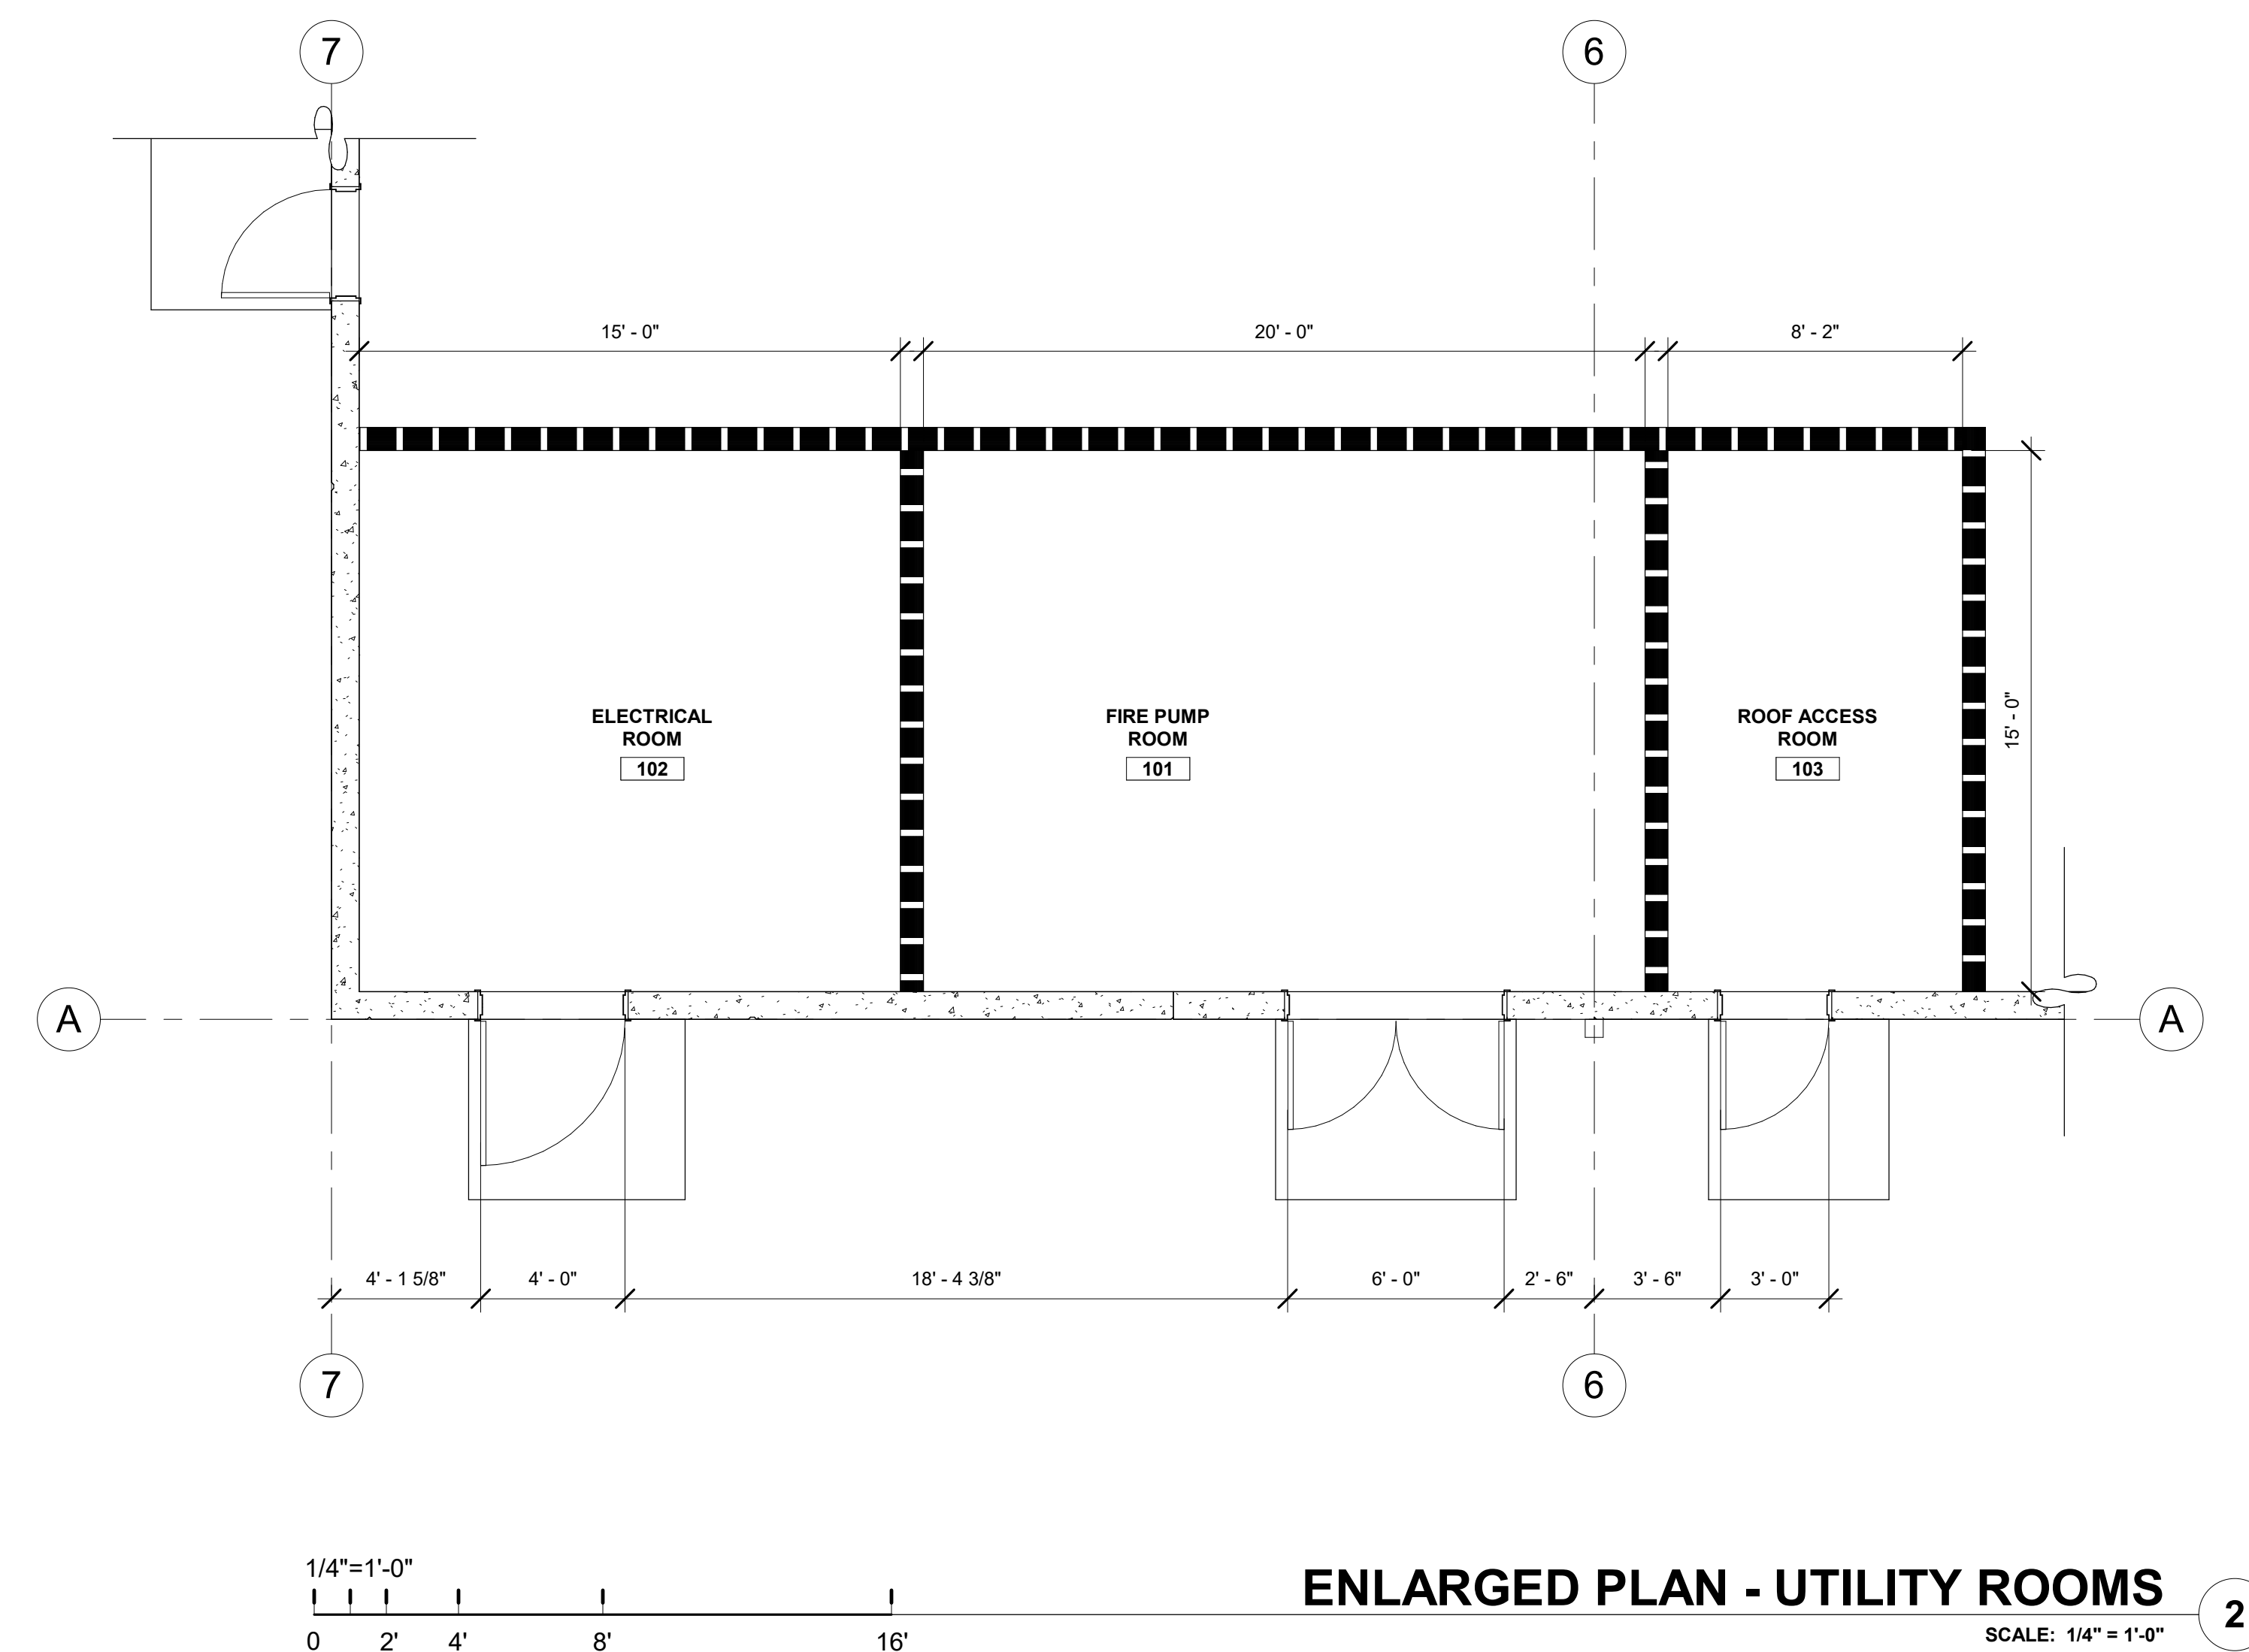 7
6
15' - 0"
20' - 0"
8' - 2"
ELECTRICAL
ROOM
102
FIRE PUMP
ROOM
101
ROOF ACCESS
ROOM
103
15' - 0"
A
A
4' - 1 5/8"
4' - 0"
18' - 4 3/8"
6' - 0"
2' - 6"
3' - 6"
3' - 0"
7
6
1/4"=1'-0"
0
2'
4'
8'
16'
ENLARGED PLAN - UTILITY ROOMS
2
SCALE: 1/4" = 1'-0"